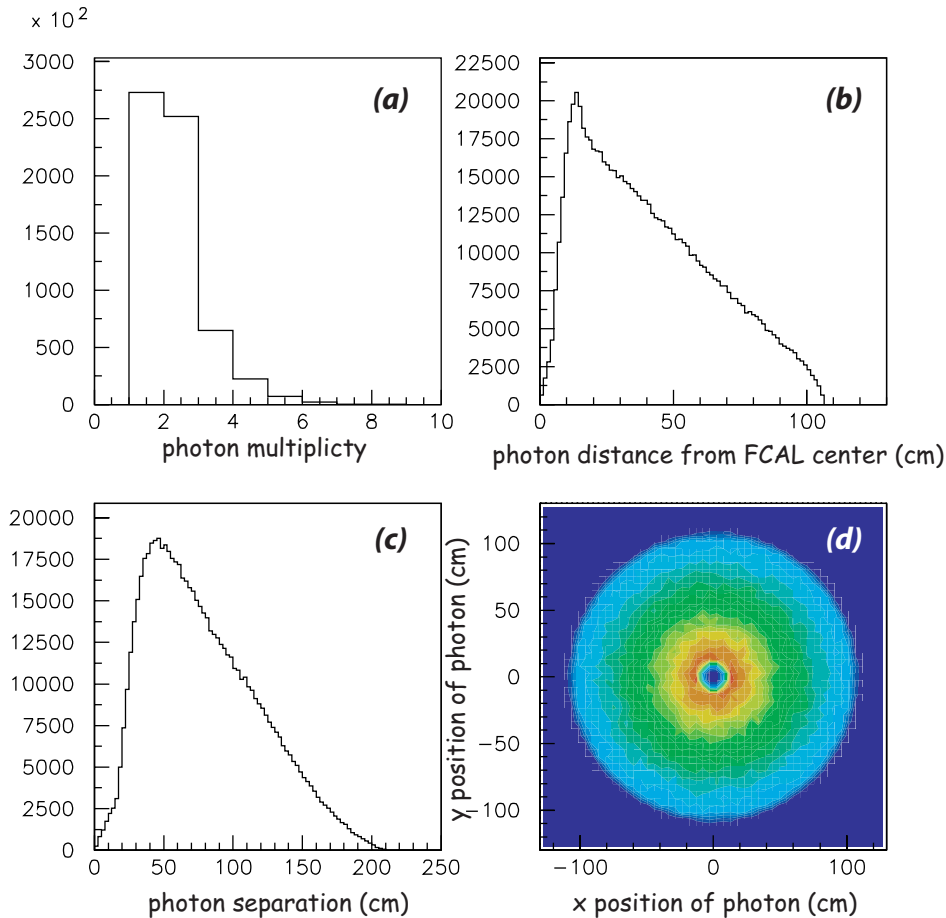 × 10²
3000
2500
2000
1500
1000
500
0
0 2 4 6 8 10
photon multiplicty
(a)
22500
20000
17500
15000
12500
10000
7500
5000
2500
0
0 50 100
photon distance from FCAL center (cm)
(b)
20000
17500
15000
12500
10000
7500
5000
2500
0
0 50 100 150 200 250
photon separation (cm)
(c)
y position of photon (cm)
100
50
0
−50
−100
−100 0 100
x position of photon (cm)
(d)